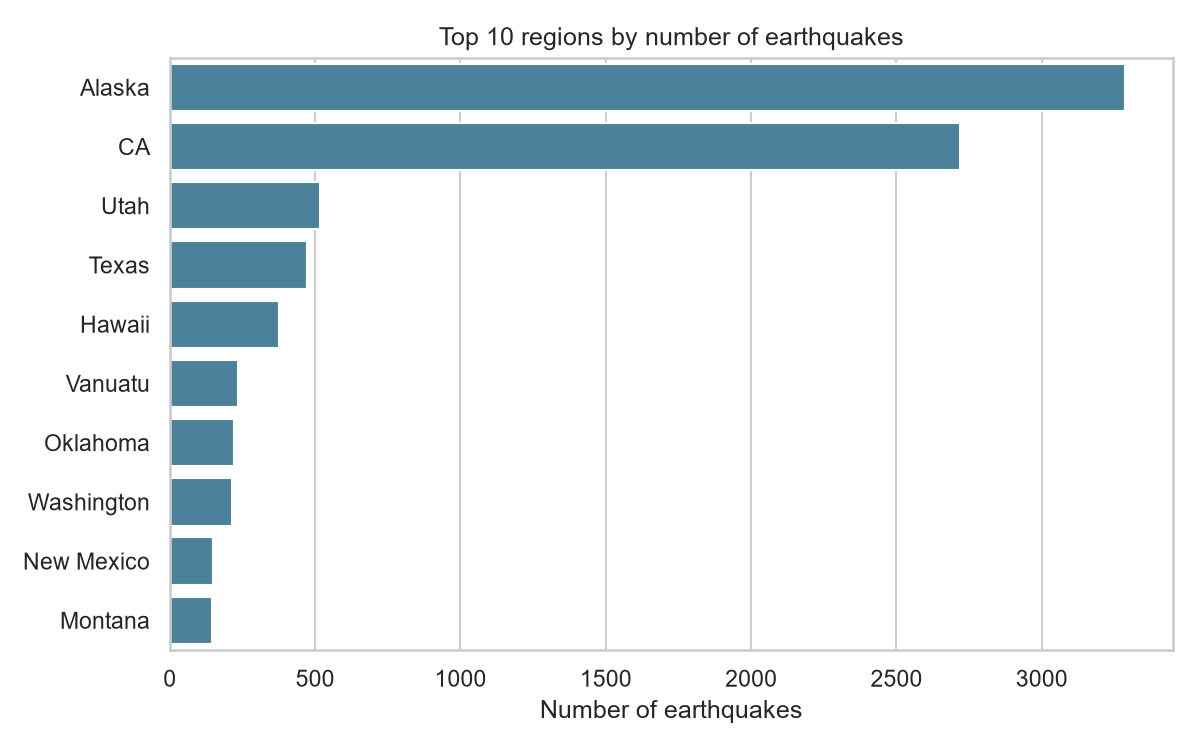 Top 10 regions by number of earthquakes
Alaska
CA
Utah
Texas
Hawaii
Vanuatu
Oklahoma
Washington
New Mexico
Montana
0 500 1000 1500 2000 2500 3000
Number of earthquakes